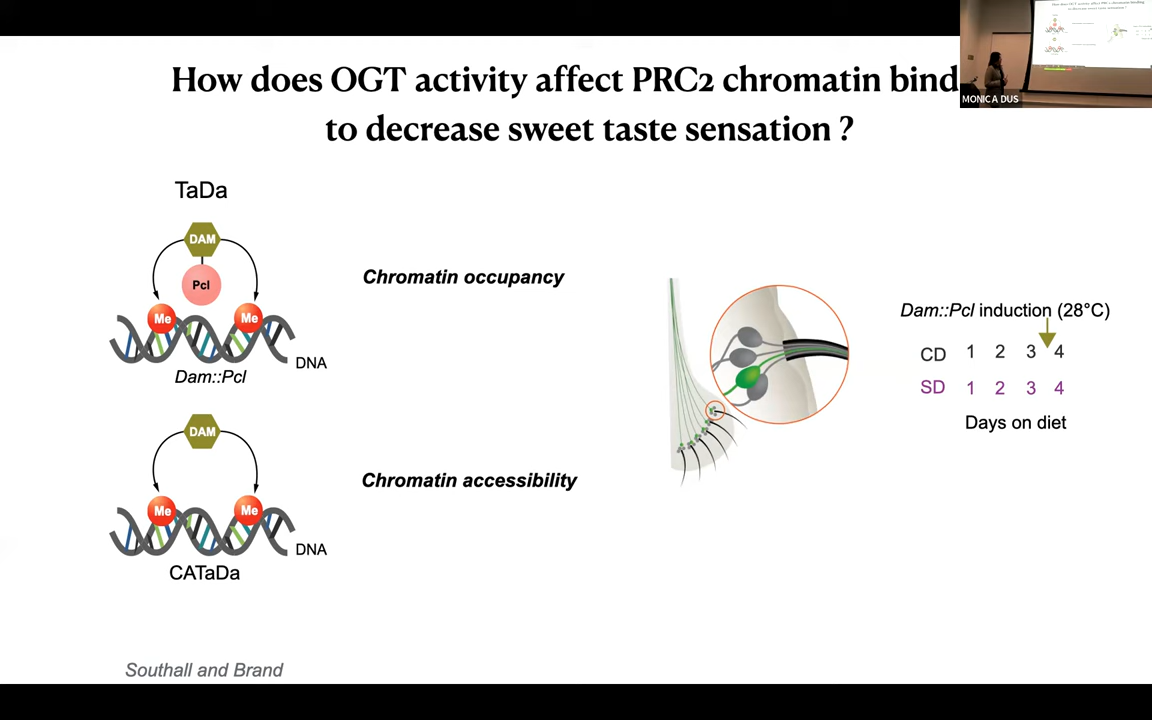 How does OGT activity affect PRC2 chromatin bind
to decrease sweet taste sensation ?
MONICA DUS
TaDa
DAM
Pcl
Me Me
DNA
Dam::Pcl
Chromatin occupancy
DAM
Me Me
DNA
CATaDa
Chromatin accessibility
Dam::Pcl induction (28°C)
CD 1 2 3 4
SD 1 2 3 4
Days on diet
Southall and Brand